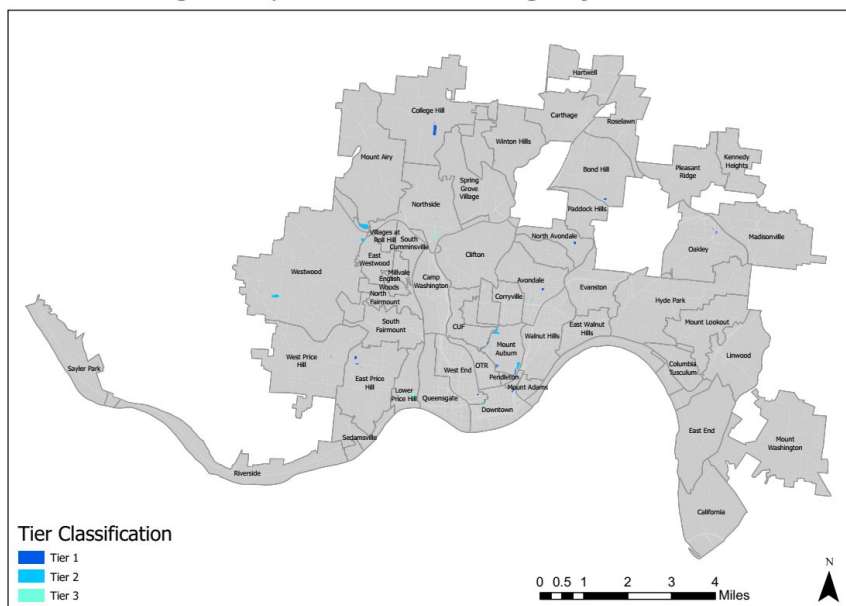 Hartwell
College Hill
Carthage
Roselawn
Winton Hills
Mount Airy
Bond Hill
Pleasant
Ridge
Kennedy
Heights
Spring
Grove
Village
Northside
Paddock Hills
Villages at
Roll Hill
South
Cumminsville
North Avondale
Madisonville
Oakley
Clifton
East
Westwood
Westwood
Millvale
English
Woods
Camp
Washington
Avondale
North
Fairmount
Corryville
Evanston
Hyde Park
South
Fairmount
CUF
Mount Lookout
East Walnut
Hills
Walnut Hills
Mount
Auburn
West Price
Hill
Linwood
Sayler Park
East Price
Hill
West End
OTR
Pendleton
Columbia
Tusculum
Mount Adams
Lower
Price Hill
Queensgate
Downtown
East End
Sedamsville
Mount
Washington
Riverside
California
Tier Classification
Tier 1
Tier 2
Tier 3
N
0 0.5 1 2 3 4
Miles